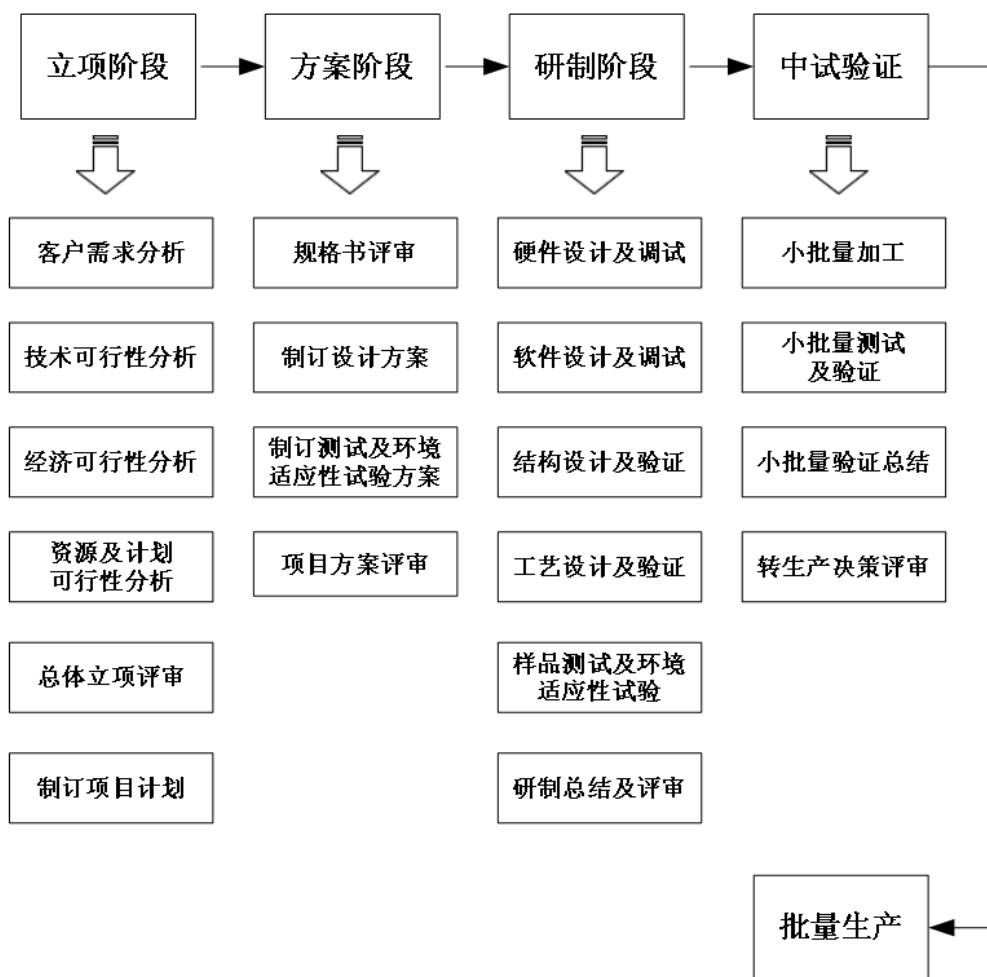 立项阶段
方案阶段
研制阶段
中试验证
客户需求分析
规格书评审
硬件设计及调试
小批量加工
技术可行性分析
制订设计方案
软件设计及调试
小批量测试
及验证
经济可行性分析
制订测试及环境
适应性试验方案
结构设计及验证
小批量验证总结
资源及计划
可行性分析
项目方案评审
工艺设计及验证
转生产决策评审
总体立项评审
样品测试及环境
适应性试验
制订项目计划
研制总结及评审
批量生产